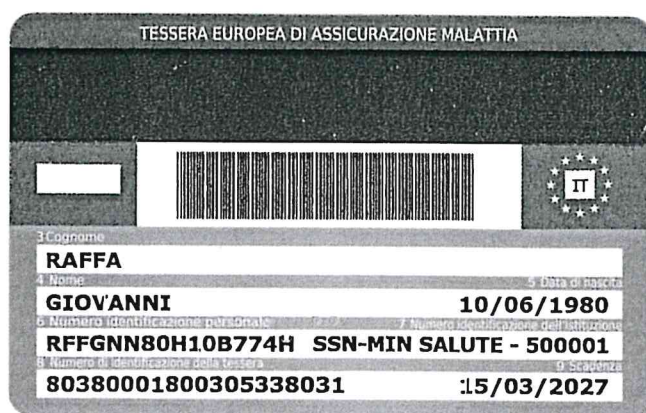 TESSERA EUROPEA DI ASSICURAZIONE MALATTIA
IT
3 Cognome
RAFFA
4 Nome 5 Data di nascita
GIOVANNI 10/06/1980
6 Numero identificazione personale 7 Numero identificazione dell'istituzione
RFFGNN80H10B774H SSN-MIN SALUTE - 500001
8 Numero di identificazione della tessera 9 Scadenza
80380001800305338031 15/03/2027